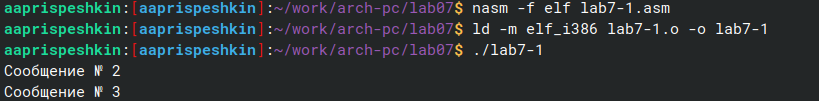 aaprispeshkin:[aaprispeshkin]:~/work/arch-pc/lab07$ nasm -f elf lab7-1.asm
aaprispeshkin:[aaprispeshkin]:~/work/arch-pc/lab07$ ld -m elf_i386 lab7-1.o -o lab7-1
aaprispeshkin:[aaprispeshkin]:~/work/arch-pc/lab07$ ./lab7-1
Сообщение № 2
Сообщение № 3